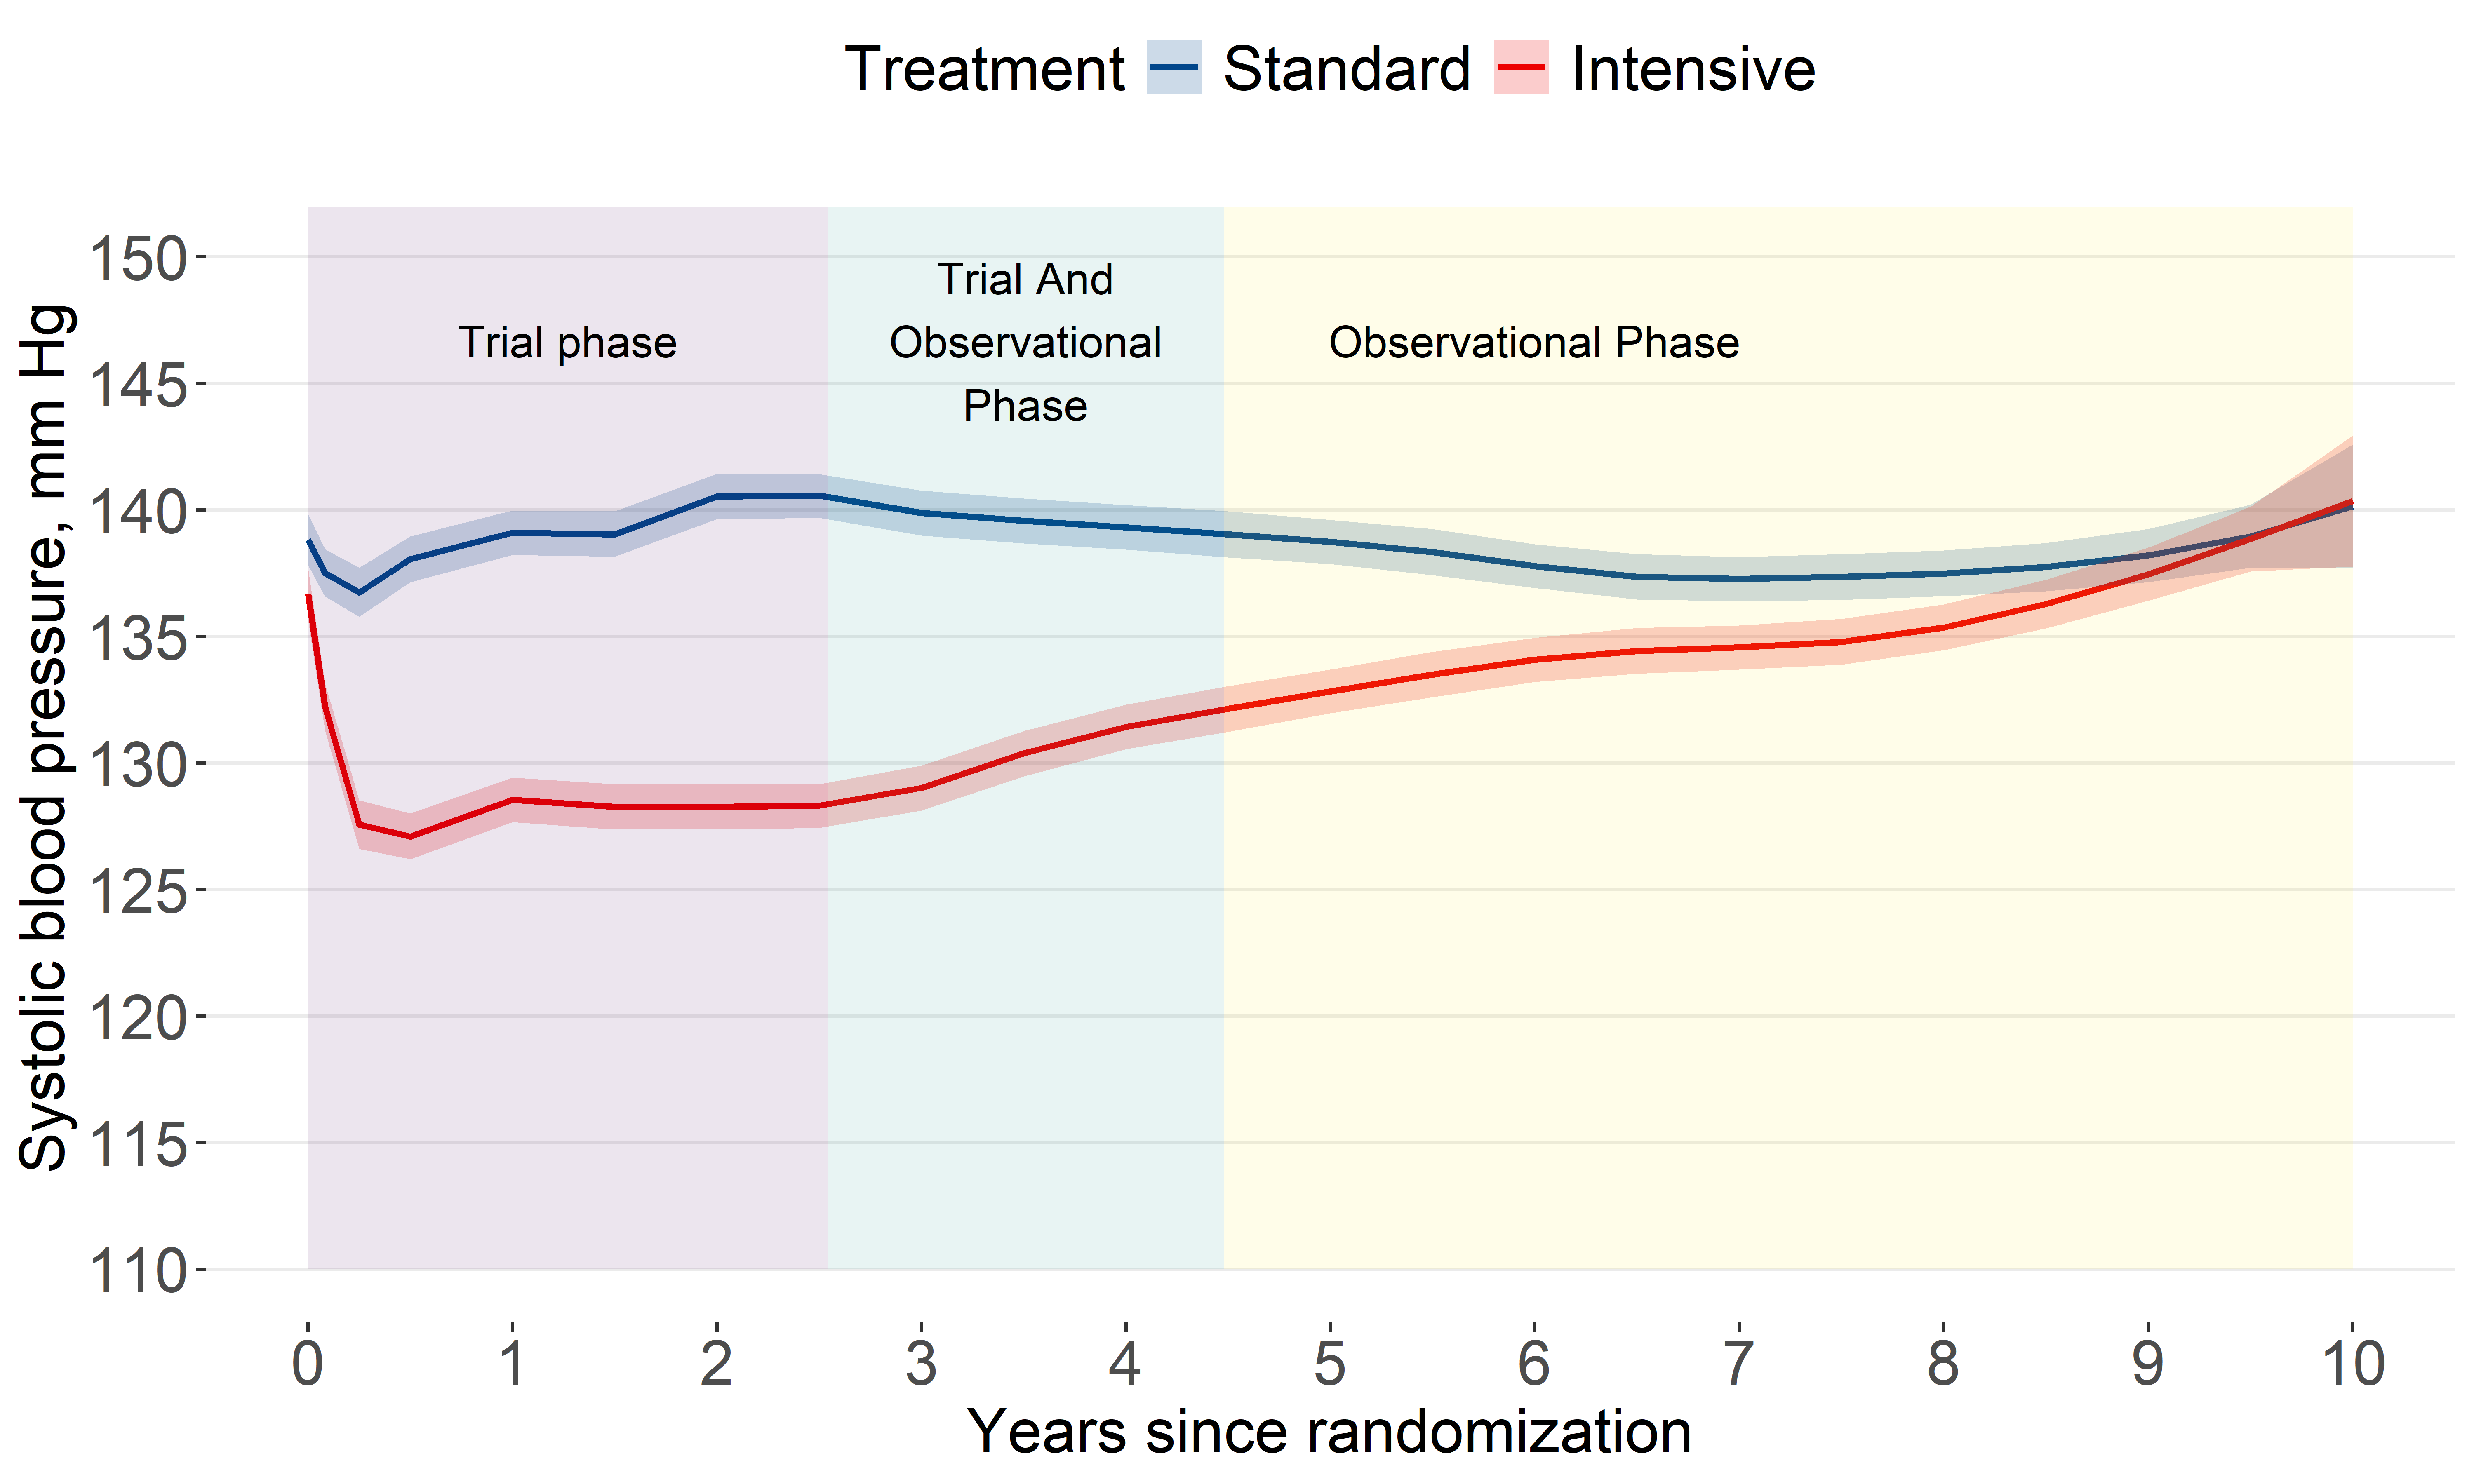 Treatment Standard Intensive
150
145
140
135
130
125
120
115
110
Systolic blood pressure, mm Hg
Trial phase
Trial And
Observational
Phase
Observational Phase
0 1 2 3 4 5 6 7 8 9 10
Years since randomization